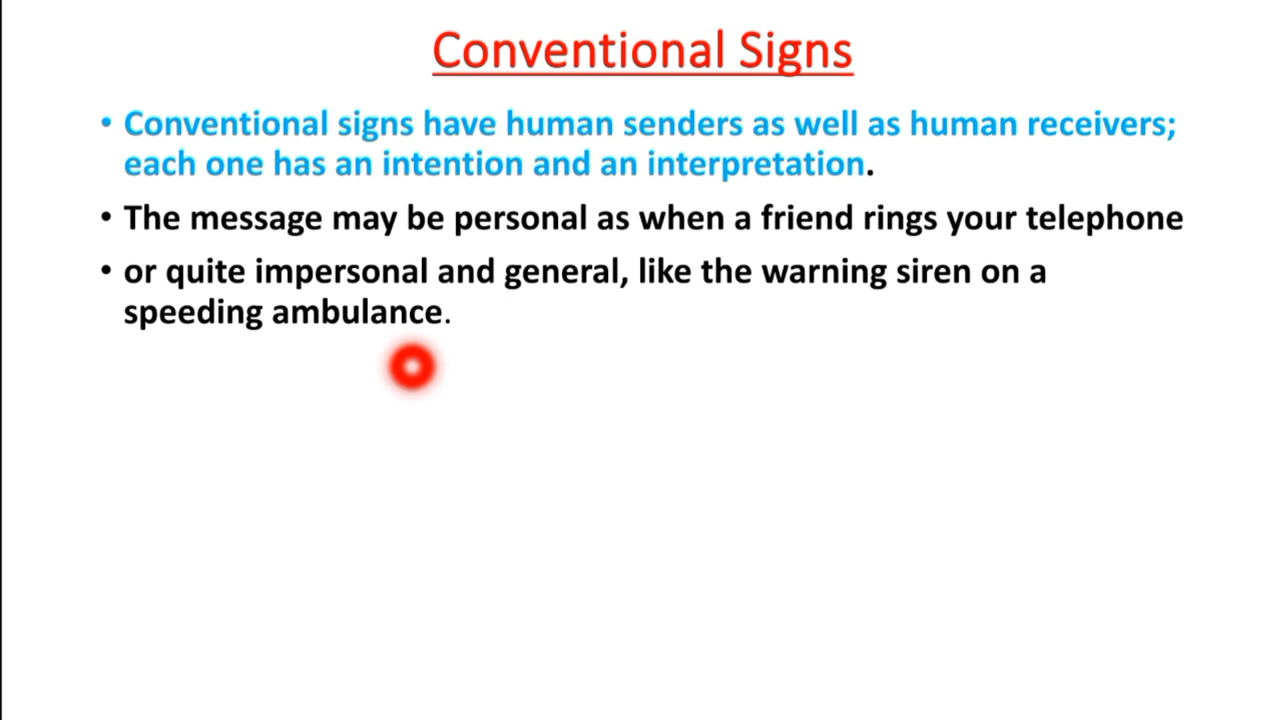 Conventional Signs
• Conventional signs have human senders as well as human receivers;
each one has an intention and an interpretation.
• The message may be personal as when a friend rings your telephone
• or quite impersonal and general, like the warning siren on a
speeding ambulance.